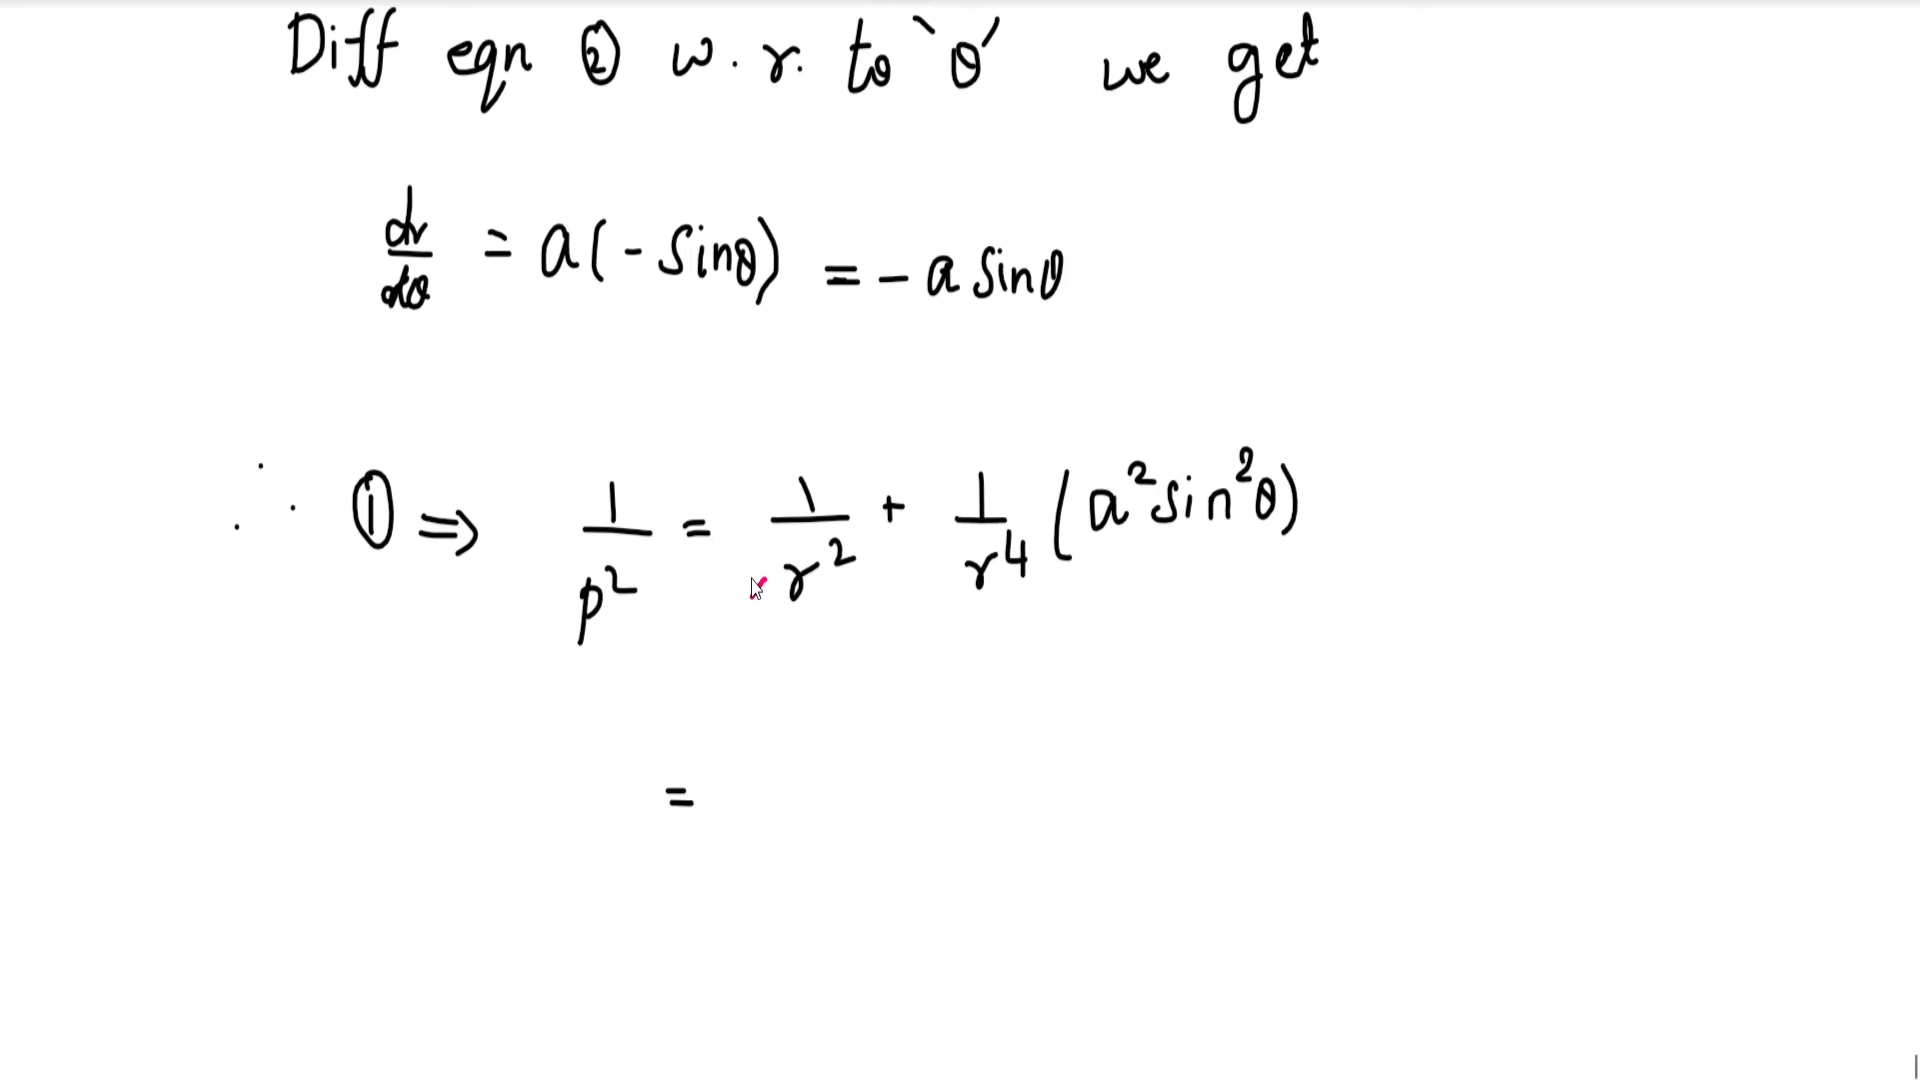 Diff eqn ② w.r. to 'θ' we get
dr/dθ = a(-sinθ) = -a sinθ
∴ ① ⇒ 1/p² = 1/r² + 1/r⁴ (a²sin²θ)
=